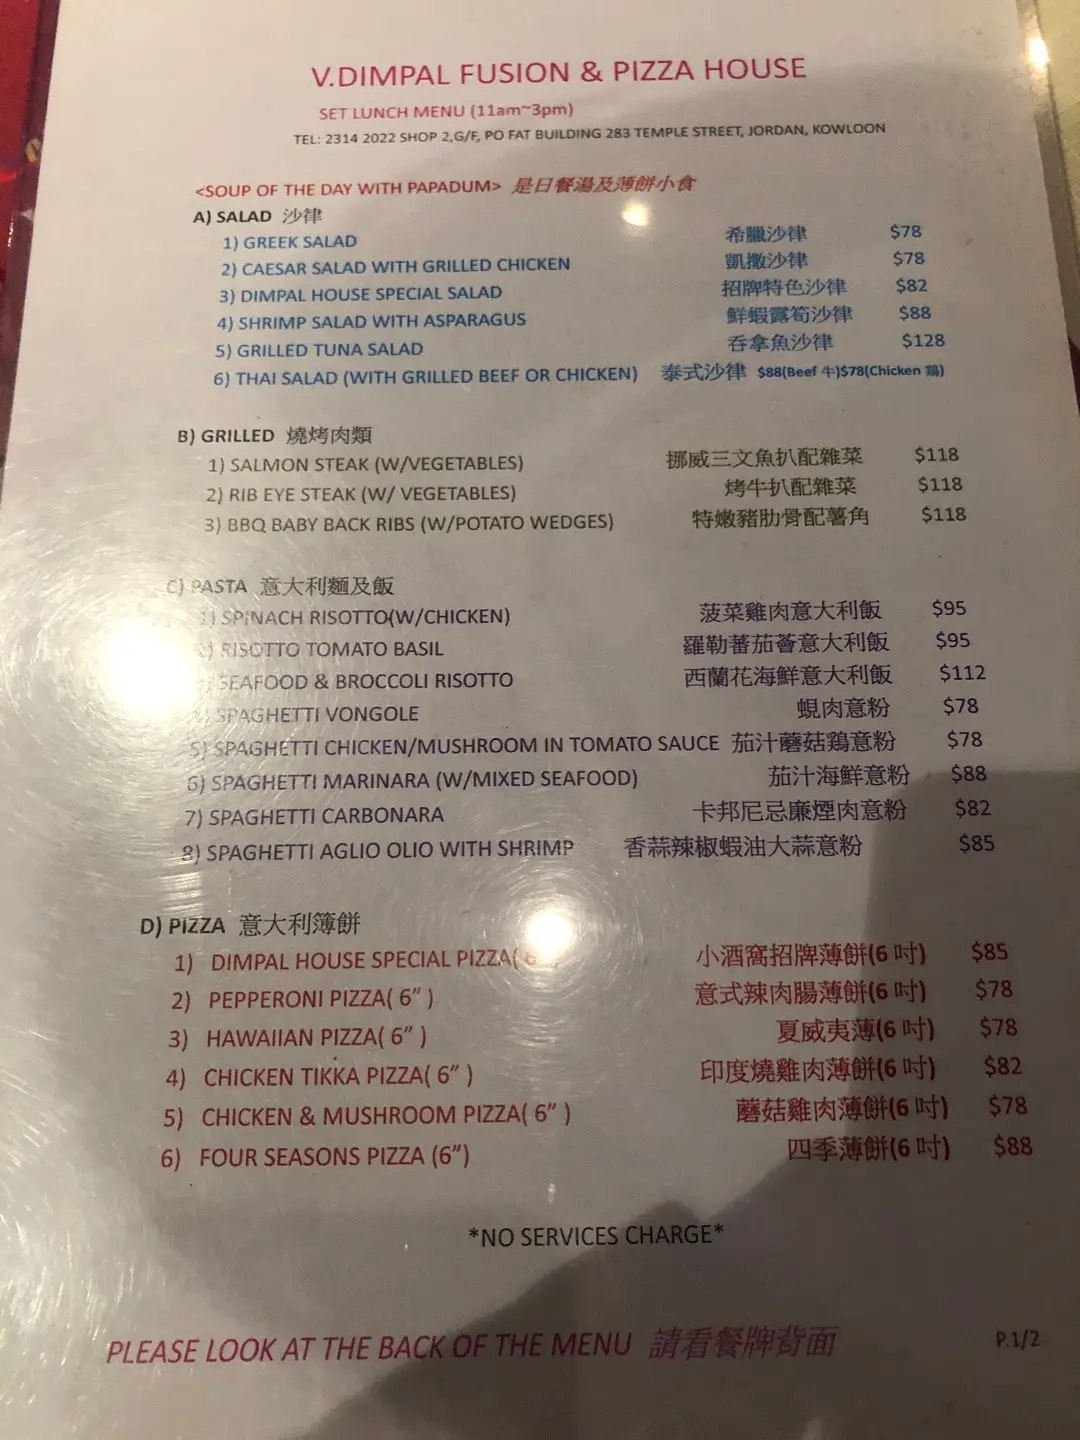 V.DIMPAL FUSION & PIZZA HOUSE
SET LUNCH MENU (11am~3pm)
TEL: 2314 2022 SHOP 2,G/F, PO FAT BUILDING 283 TEMPLE STREET, JORDAN, KOWLOON
<SOUP OF THE DAY WITH PAPADUM> 是日餐湯及薄餅小食
A) SALAD 沙律
1) GREEK SALAD 希臘沙律 $78
2) CAESAR SALAD WITH GRILLED CHICKEN 凱撒沙律 $78
3) DIMPAL HOUSE SPECIAL SALAD 招牌特色沙律 $82
4) SHRIMP SALAD WITH ASPARAGUS 鮮蝦露筍沙律 $88
5) GRILLED TUNA SALAD 吞拿魚沙律 $128
6) THAI SALAD (WITH GRILLED BEEF OR CHICKEN) 泰式沙律 $88(Beef 牛)$78(Chicken 鶏)
B) GRILLED 燒烤肉類
1) SALMON STEAK (W/VEGETABLES) 挪威三文魚扒配雜菜 $118
2) RIB EYE STEAK (W/ VEGETABLES) 烤牛扒配雜菜 $118
3) BBQ BABY BACK RIBS (W/POTATO WEDGES) 特嫩豬肋骨配薯角 $118
C) PASTA 意大利麵及飯
1) SPINACH RISOTTO(W/CHICKEN) 菠菜雞肉意大利飯 $95
2) RISOTTO TOMATO BASIL 羅勒蕃茄薈意大利飯 $95
SEAFOOD & BROCCOLI RISOTTO 西蘭花海鮮意大利飯 $112
4) SPAGHETTI VONGOLE 蜆肉意粉 $78
5) SPAGHETTI CHICKEN/MUSHROOM IN TOMATO SAUCE 茄汁蘑菇鶏意粉 $78
6) SPAGHETTI MARINARA (W/MIXED SEAFOOD) 茄汁海鮮意粉 $88
7) SPAGHETTI CARBONARA 卡邦尼忌廉煙肉意粉 $82
8) SPAGHETTI AGLIO OLIO WITH SHRIMP 香蒜辣椒蝦油大蒜意粉 $85
D) PIZZA 意大利簿餅
1) DIMPAL HOUSE SPECIAL PIZZA( 6 小酒窩招牌薄餅(6 吋) $85
2) PEPPERONI PIZZA( 6” ) 意式辣肉腸薄餅(6 吋) $78
3) HAWAIIAN PIZZA( 6” ) 夏威夷薄(6 吋) $78
4) CHICKEN TIKKA PIZZA( 6” ) 印度燒雞肉薄餅(6 吋) $82
5) CHICKEN & MUSHROOM PIZZA( 6” ) 蘑菇雞肉薄餅(6 吋) $78
6) FOUR SEASONS PIZZA (6”) 四季薄餅(6 吋) $88
*NO SERVICES CHARGE*
PLEASE LOOK AT THE BACK OF THE MENU 請看餐牌背面
P.1/2